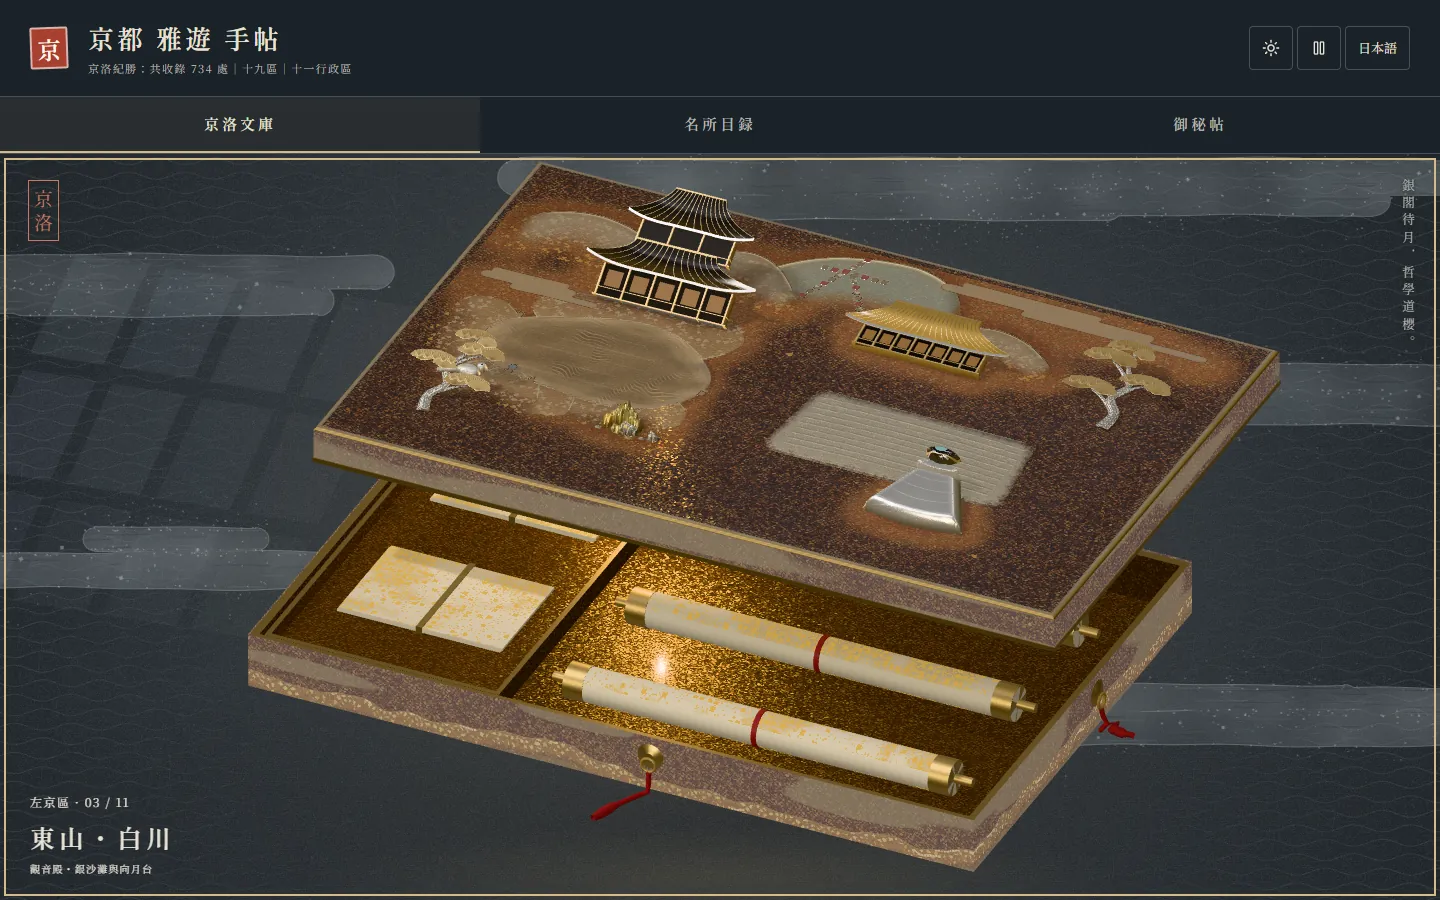 京
京都 雅遊 手帖
京洛紀勝：共收錄 734 處｜十九區｜十一行政區
日本語
京洛文庫
名所目録
御秘帖
京洛
銀閣待月，哲學道櫻。
左京區・03 / 11
東山・白川
觀音殿・銀沙灘與向月台